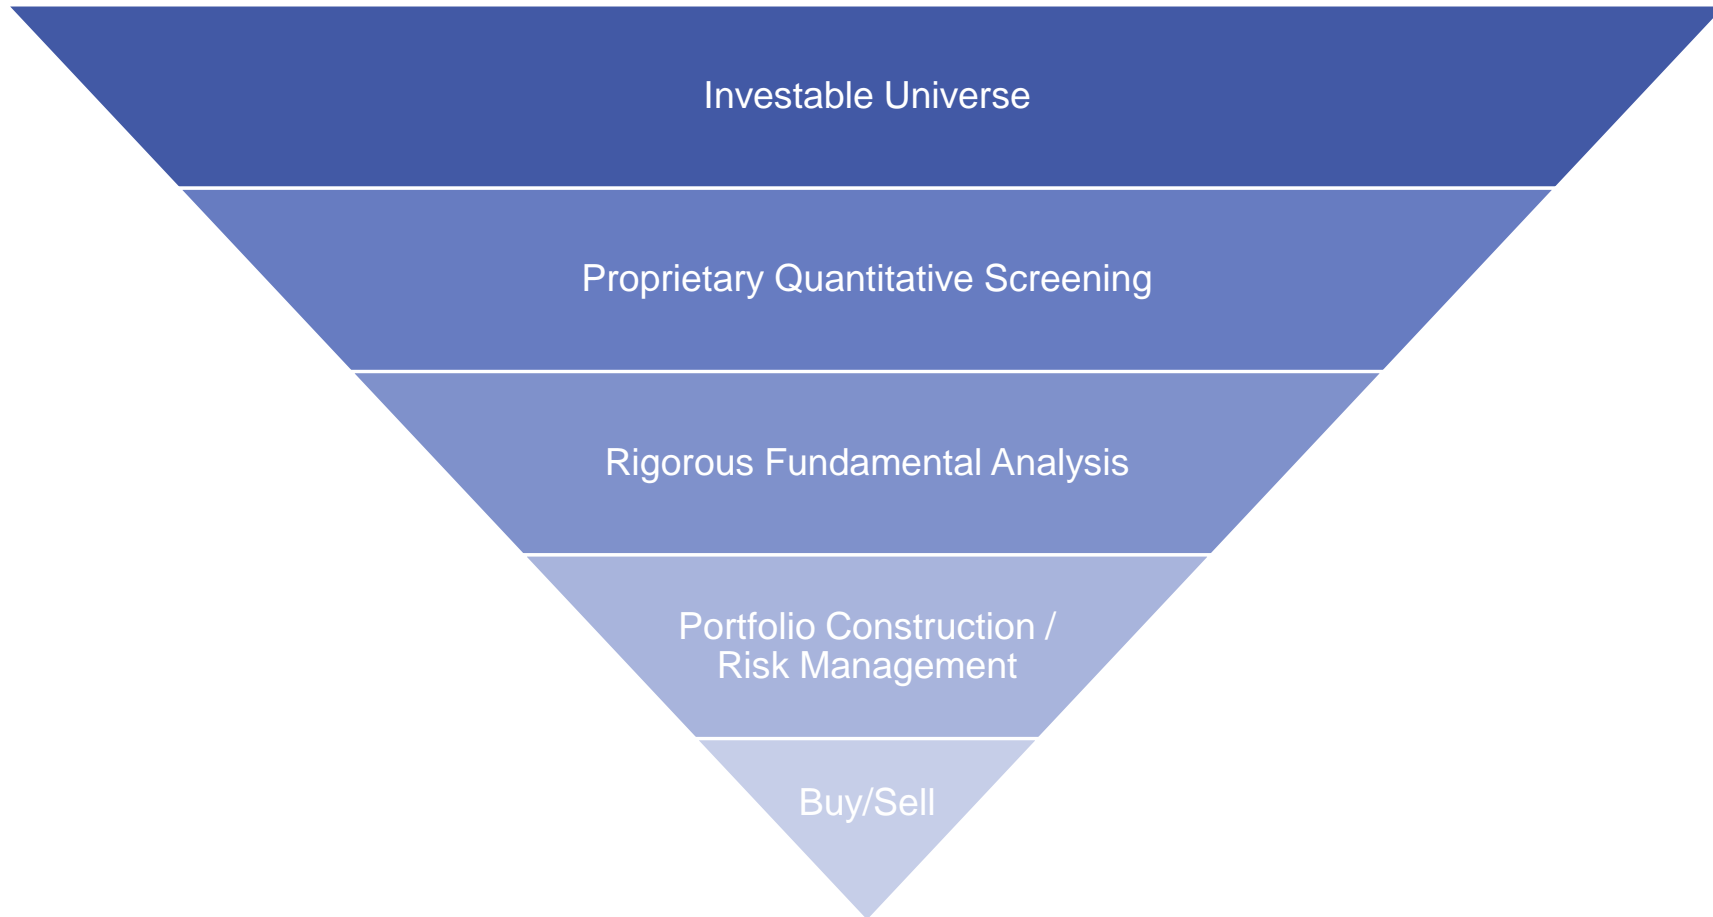 Investable Universe
Proprietary Quantitative Screening
Rigorous Fundamental Analysis
Portfolio Construction /
Risk Management
Buy/Sell